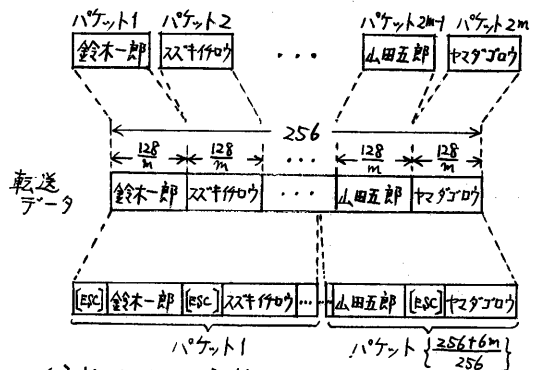 パケット1 パケット2 パケット2m-1 パケット2m
鈴木一郎 スズキイチロウ ... 山田五郎 ヤマダゴロウ
256
128/m 128/m ... 128/m 128/m
転送データ
鈴木一郎 スズキイチロウ ... 山田五郎 ヤマダゴロウ
[ESC] 鈴木一郎 [ESC] スズキイチロウ ... ... 山田五郎 [ESC] ヤマダゴロウ
パケット1 パケット{256+6m/256}